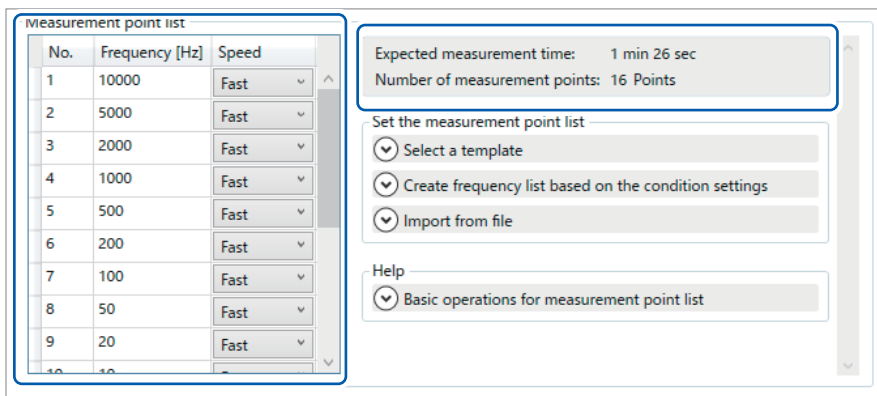 Measurement point list
No. Frequency [Hz] Speed
1 10000 Fast
2 5000 Fast
3 2000 Fast
4 1000 Fast
5 500 Fast
6 200 Fast
7 100 Fast
8 50 Fast
9 20 Fast
10 10
Expected measurement time: 1 min 26 sec
Number of measurement points: 16 Points
Set the measurement point list
Select a template
Create frequency list based on the condition settings
Import from file
Help
Basic operations for measurement point list